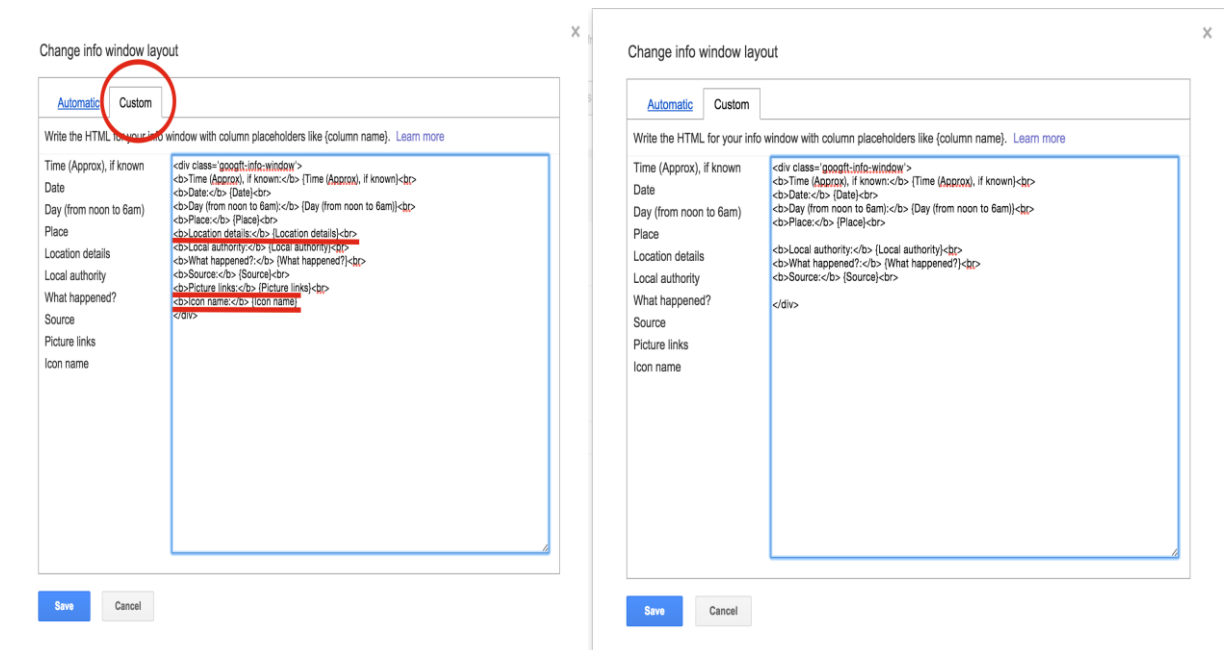 X
Change info window layout
Automatic Custom
Write the HTML for your info window with column placeholders like {column name}. Learn more
Time (Approx), if known
Date
Day (from noon to 6am)
Place
Location details
Local authority
What happened?
Source
Picture links
Icon name
<div class='googft-info-window'>
<b>Time (Approx), if known:</b> {Time (Approx), if known}<br>
<b>Date:</b> {Date}<br>
<b>Day (from noon to 6am):</b> {Day (from noon to 6am)}<br>
<b>Place:</b> {Place}<br>
<b>Location details:</b> {Location details}<br>
<b>Local authority:</b> {Local authority}<br>
<b>What happened?:</b> {What happened?}<br>
<b>Source:</b> {Source}<br>
<b>Picture links:</b> {Picture links}<br>
<b>Icon name:</b> {Icon name}
</div>
Save Cancel
X
Change info window layout
Automatic Custom
Write the HTML for your info window with column placeholders like {column name}. Learn more
Time (Approx), if known
Date
Day (from noon to 6am)
Place
Location details
Local authority
What happened?
Source
Picture links
Icon name
<div class='googft-info-window'>
<b>Time (Approx), if known:</b> {Time (Approx), if known}<br>
<b>Date:</b> {Date}<br>
<b>Day (from noon to 6am):</b> {Day (from noon to 6am)}<br>
<b>Place:</b> {Place}<br>
<b>Local authority:</b> {Local authority}<br>
<b>What happened?:</b> {What happened?}<br>
<b>Source:</b> {Source}<br>
</div>
Save Cancel